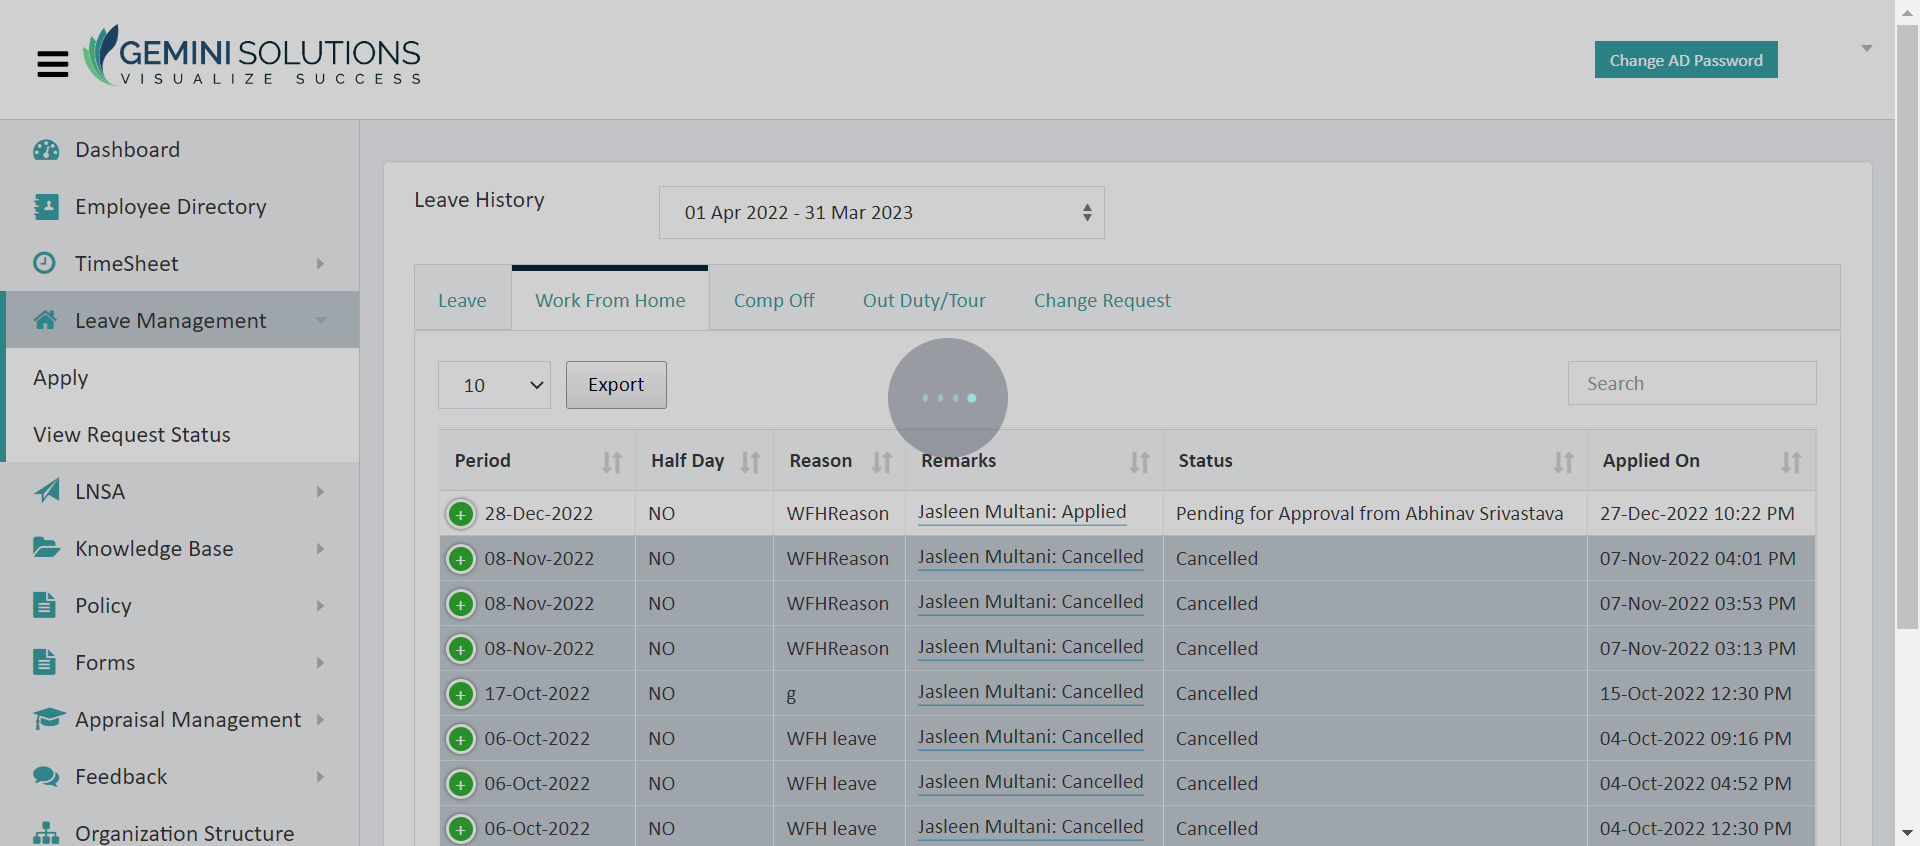 GEMINI SOLUTIONS
VISUALIZE SUCCESS
Change AD Password
Dashboard
Employee Directory
TimeSheet
Leave Management
Apply
View Request Status
LNSA
Knowledge Base
Policy
Forms
Appraisal Management
Feedback
Organization Structure
Leave History
01 Apr 2022 - 31 Mar 2023
Leave Work From Home Comp Off Out Duty/Tour Change Request
10 Export Search
Period Half Day Reason Remarks Status Applied On
28-Dec-2022 NO WFHReason Jasleen Multani: Applied Pending for Approval from Abhinav Srivastava 27-Dec-2022 10:22 PM
08-Nov-2022 NO WFHReason Jasleen Multani: Cancelled Cancelled 07-Nov-2022 04:01 PM
08-Nov-2022 NO WFHReason Jasleen Multani: Cancelled Cancelled 07-Nov-2022 03:53 PM
08-Nov-2022 NO WFHReason Jasleen Multani: Cancelled Cancelled 07-Nov-2022 03:13 PM
17-Oct-2022 NO g Jasleen Multani: Cancelled Cancelled 15-Oct-2022 12:30 PM
06-Oct-2022 NO WFH leave Jasleen Multani: Cancelled Cancelled 04-Oct-2022 09:16 PM
06-Oct-2022 NO WFH leave Jasleen Multani: Cancelled Cancelled 04-Oct-2022 04:52 PM
06-Oct-2022 NO WFH leave Jasleen Multani: Cancelled Cancelled 04-Oct-2022 12:30 PM